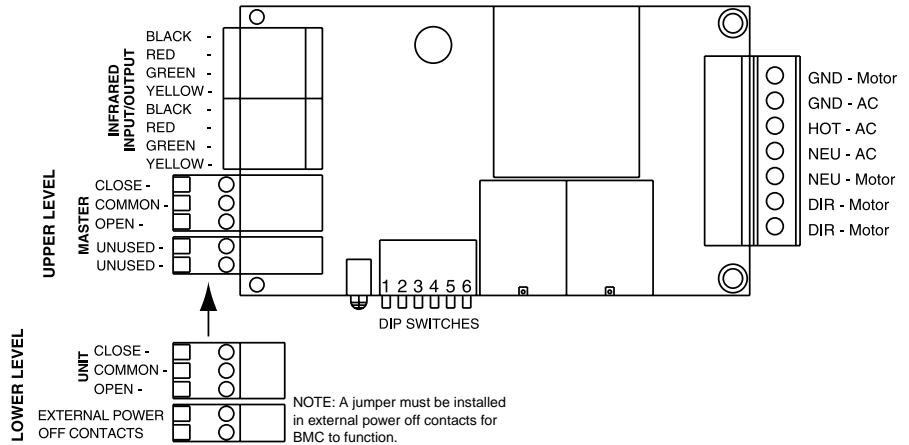 UPPER LEVEL
INFRARED
INPUT/OUTPUT
BLACK -
RED -
GREEN -
YELLOW -
BLACK -
RED -
GREEN -
YELLOW -
MASTER
CLOSE -
COMMON -
OPEN -
UNUSED -
UNUSED -
GND - Motor
GND - AC
HOT - AC
NEU - AC
NEU - Motor
DIR - Motor
DIR - Motor
1 2 3 4 5 6
DIP SWITCHES
LOWER LEVEL
UNIT
CLOSE -
COMMON -
OPEN -
EXTERNAL POWER
OFF CONTACTS
NOTE: A jumper must be installed
in external power off contacts for
BMC to function.